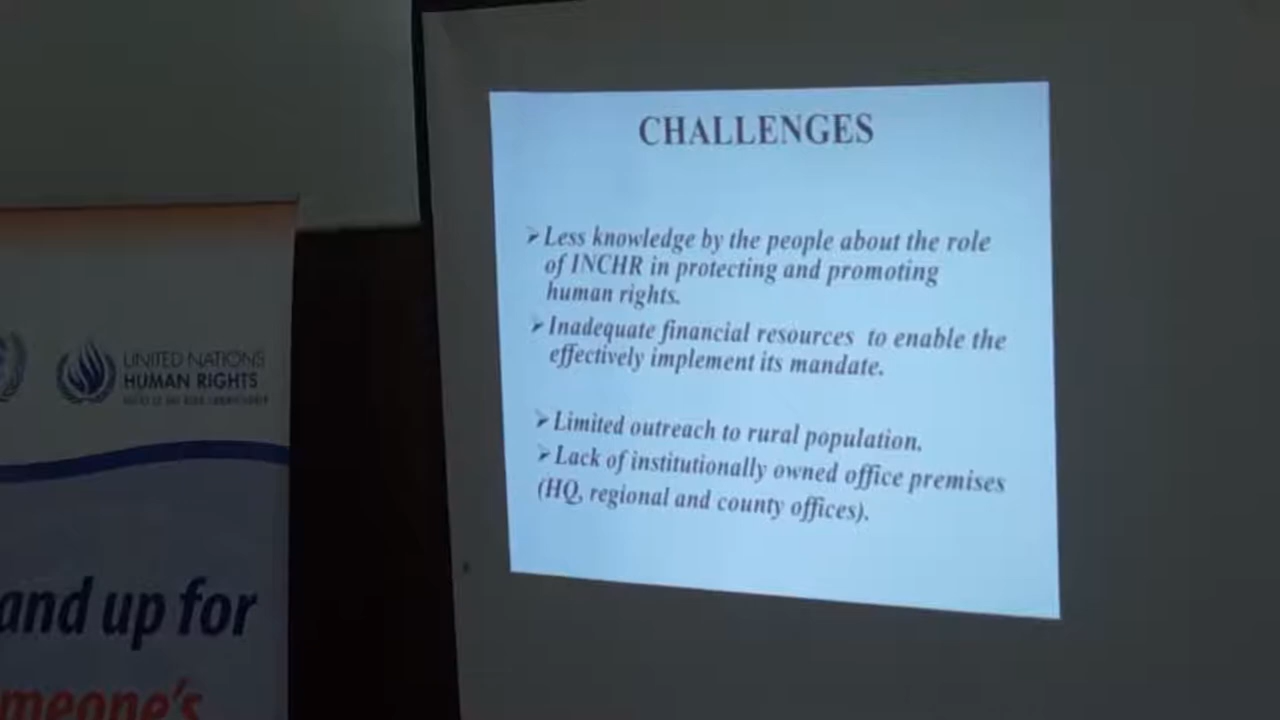 CHALLENGES
➢ Less knowledge by the people about the role
of INCHR in protecting and promoting
human rights.
➢ Inadequate financial resources to enable the
effectively implement its mandate.
➢ Limited outreach to rural population.
➢ Lack of institutionally owned office premises
(HQ, regional and county offices).
UNITED NATIONS
HUMAN RIGHTS
and up for
meone's